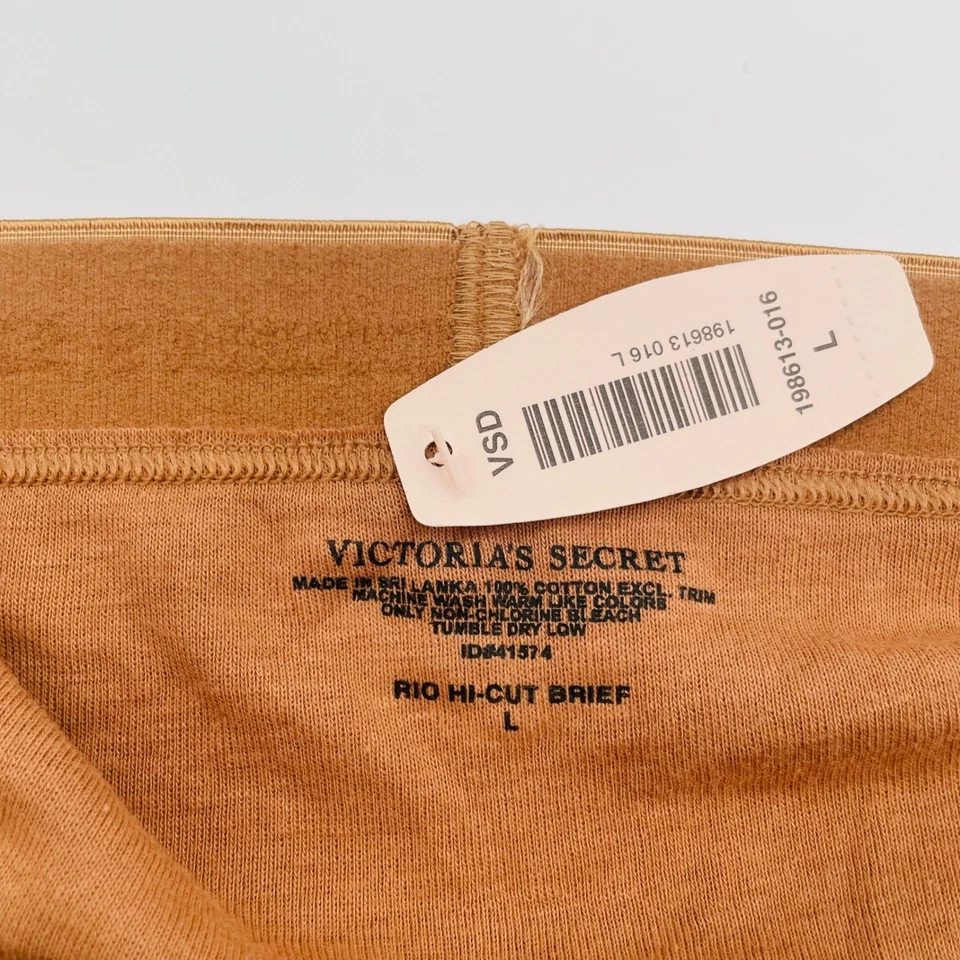 VSD
198613 016 L
198613-016
L
VICTORIA'S SECRET
MADE IN SRI LANKA 100% COTTON EXCL. TRIM
MACHINE WASH WARM LIKE COLORS
ONLY NON-CHLORINE BLEACH
TUMBLE DRY LOW
ID#41574
RIO HI-CUT BRIEF
L